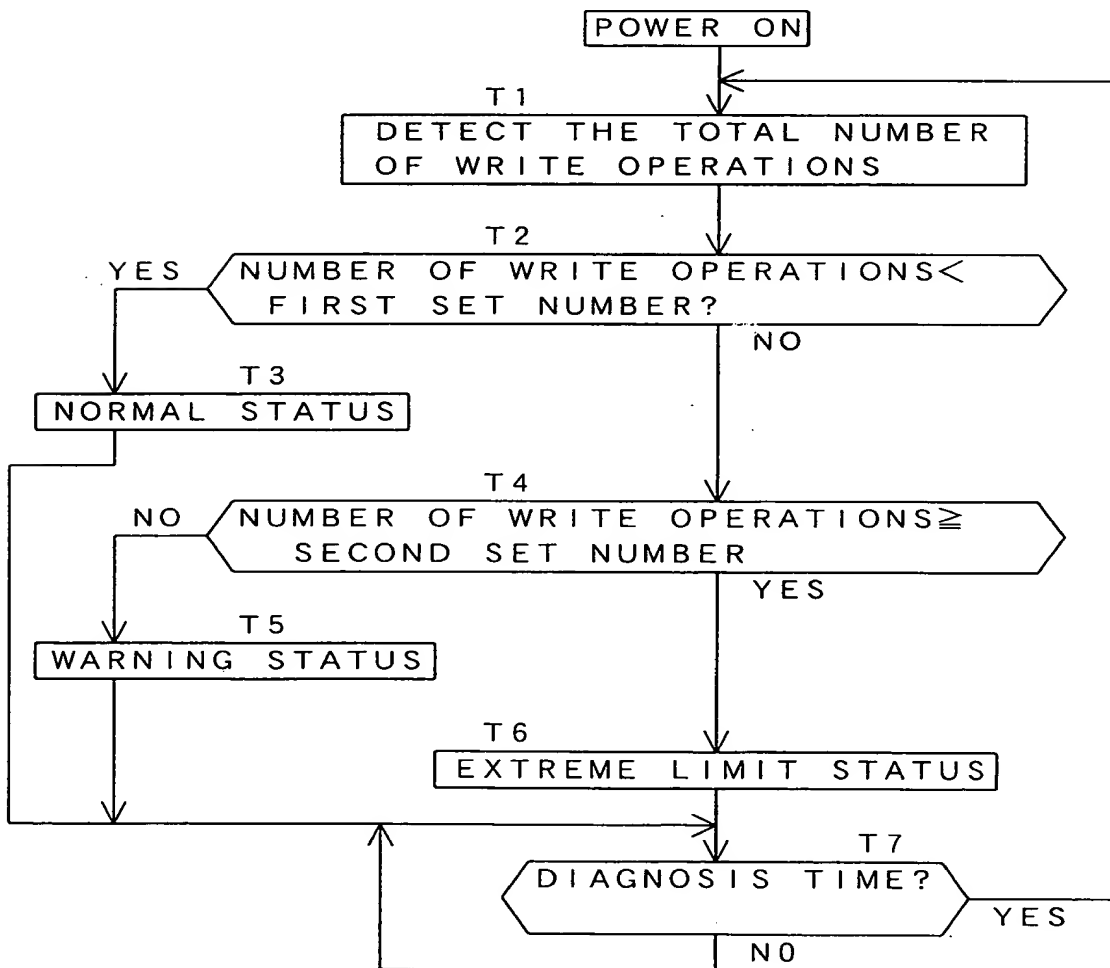 POWER ON
T1
DETECT THE TOTAL NUMBER
OF WRITE OPERATIONS
T2
YES
NUMBER OF WRITE OPERATIONS<
FIRST SET NUMBER?
NO
T3
NORMAL STATUS
T4
NO
NUMBER OF WRITE OPERATIONS≧
SECOND SET NUMBER
YES
T5
WARNING STATUS
T6
EXTREME LIMIT STATUS
T7
DIAGNOSIS TIME?
YES
NO